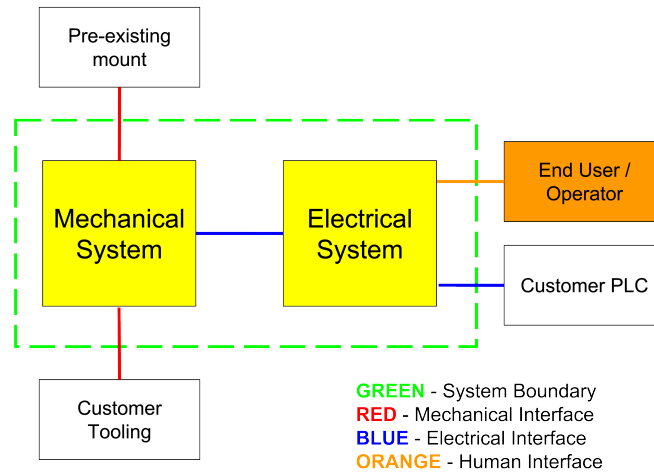 Pre-existing
mount
Mechanical
System
Electrical
System
End User /
Operator
Customer PLC
Customer
Tooling
GREEN - System Boundary
RED - Mechanical Interface
BLUE - Electrical Interface
ORANGE - Human Interface